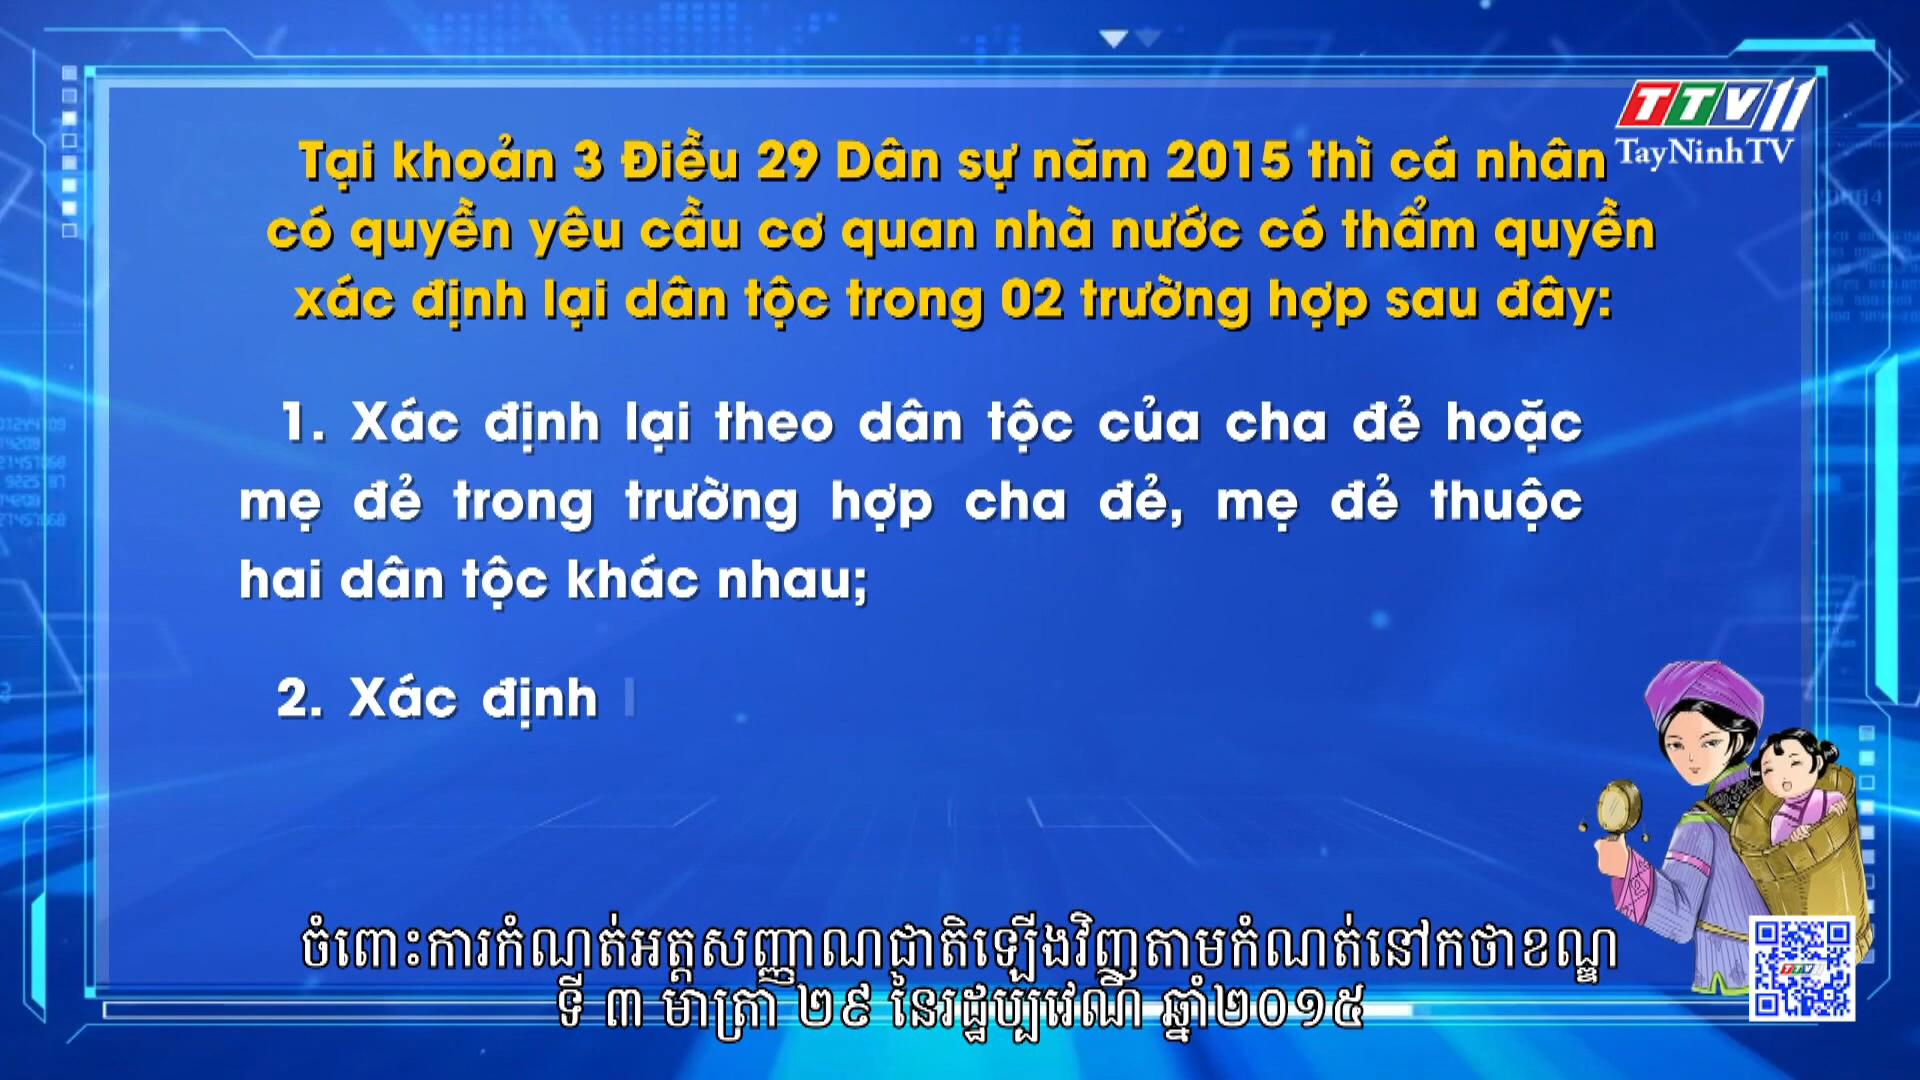 TTV11
TayNinhTV
Tại khoản 3 Điều 29 Dân sự năm 2015 thì cá nhân
có quyền yêu cầu cơ quan nhà nước có thẩm quyền
xác định lại dân tộc trong 02 trường hợp sau đây:
1. Xác định lại theo dân tộc của cha đẻ hoặc
mẹ đẻ trong trường hợp cha đẻ, mẹ đẻ thuộc
hai dân tộc khác nhau;
2. Xác định
ចំពោះការកំណត់អត្តសញ្ញាណជាតិឡើងវិញតាមកំណត់នៅកថាខណ្ឌ
ទី ៣ មាត្រា ២៩ នៃរដ្ឋប្បវេណី ឆ្នាំ២០១៥